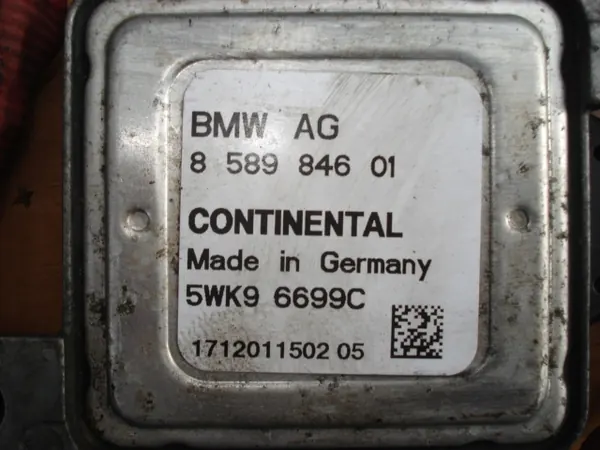 BMW AG
8 589 846 01
CONTINENTAL
Made in Germany
5WK9 6699C
1712011502 05